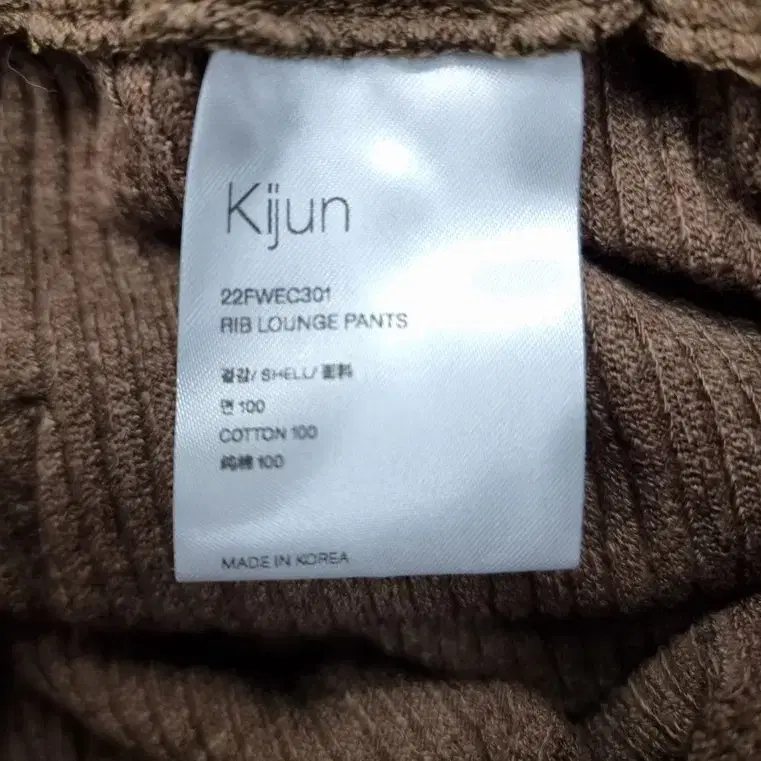 Kijun
22FWEC301
RIB LOUNGE PANTS
겉감/ SHELL/ 面料
면 100
COTTON 100
纯棉 100
MADE IN KOREA